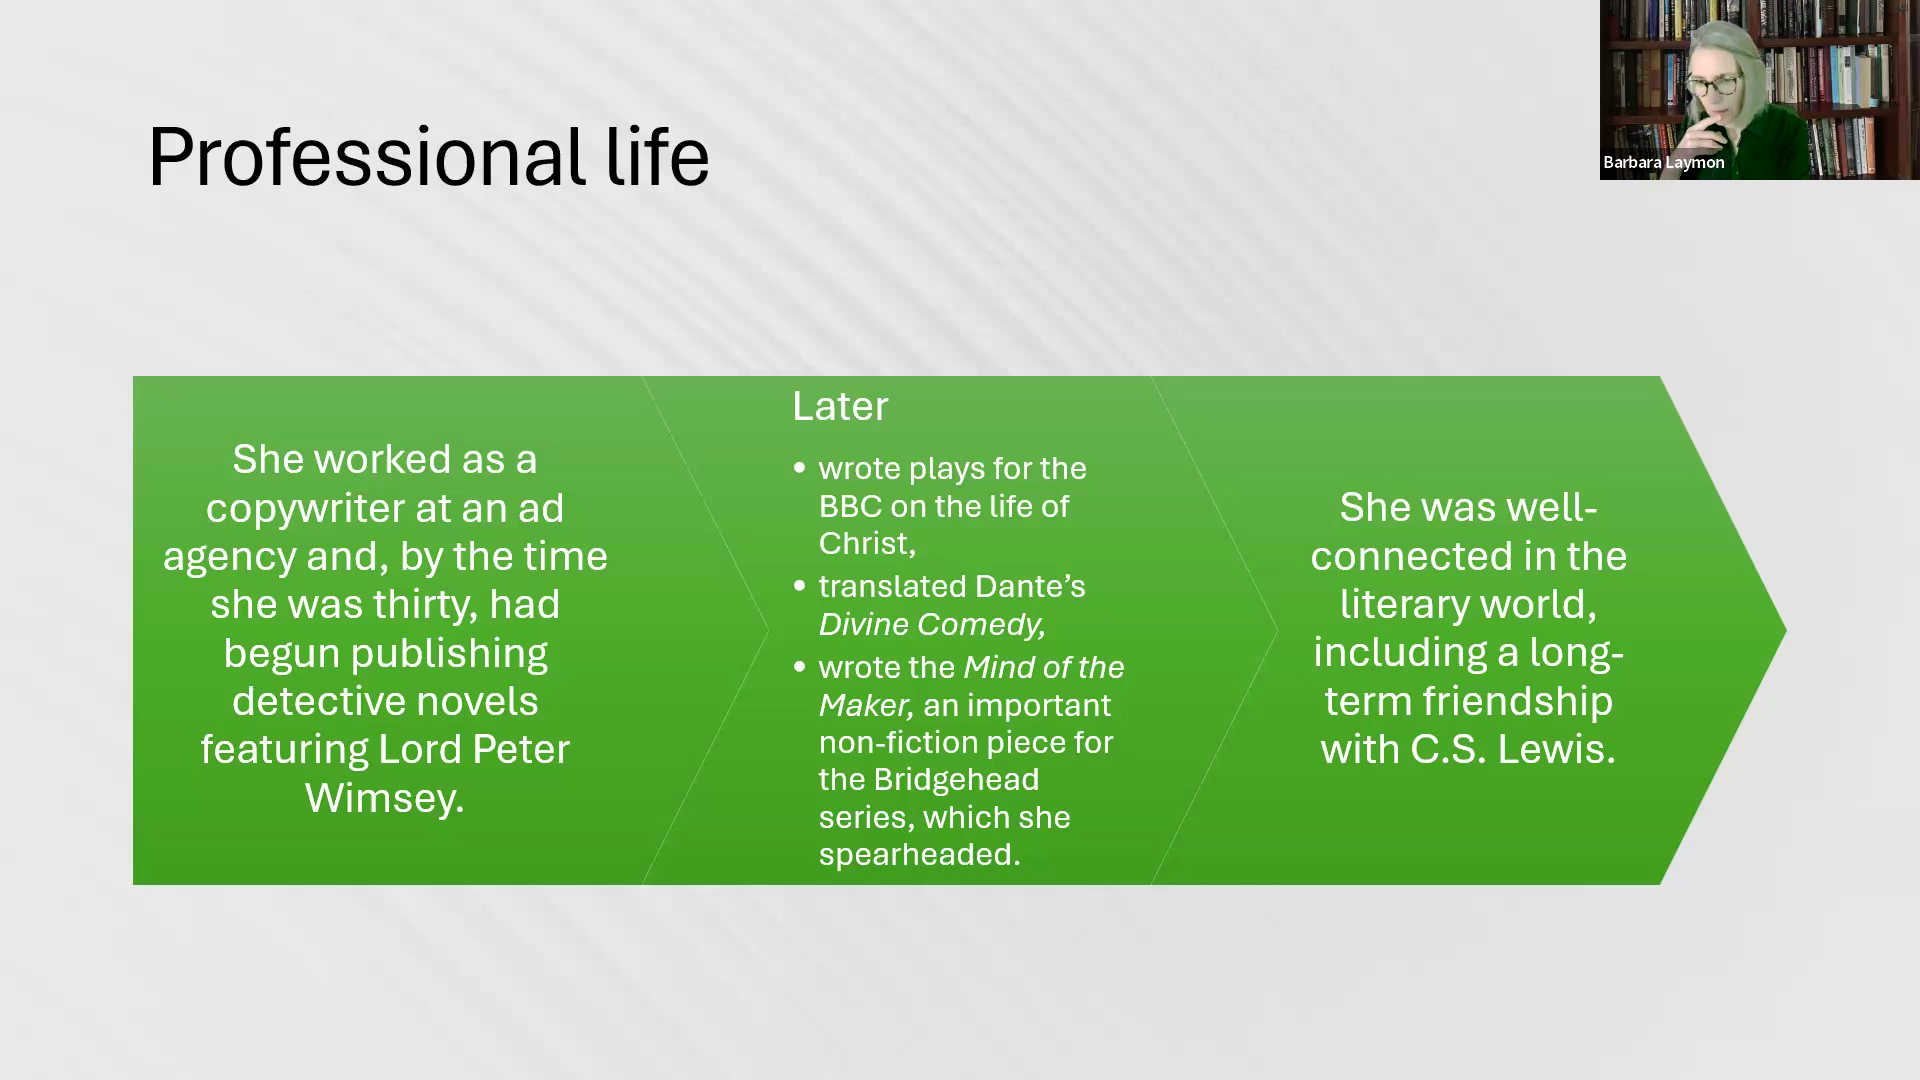 Professional life
Barbara Laymon
She worked as a
copywriter at an ad
agency and, by the time
she was thirty, had
begun publishing
detective novels
featuring Lord Peter
Wimsey.
Later
• wrote plays for the
BBC on the life of
Christ,
• translated Dante’s
Divine Comedy,
• wrote the Mind of the
Maker, an important
non-fiction piece for
the Bridgehead
series, which she
spearheaded.
She was well-
connected in the
literary world,
including a long-
term friendship
with C.S. Lewis.